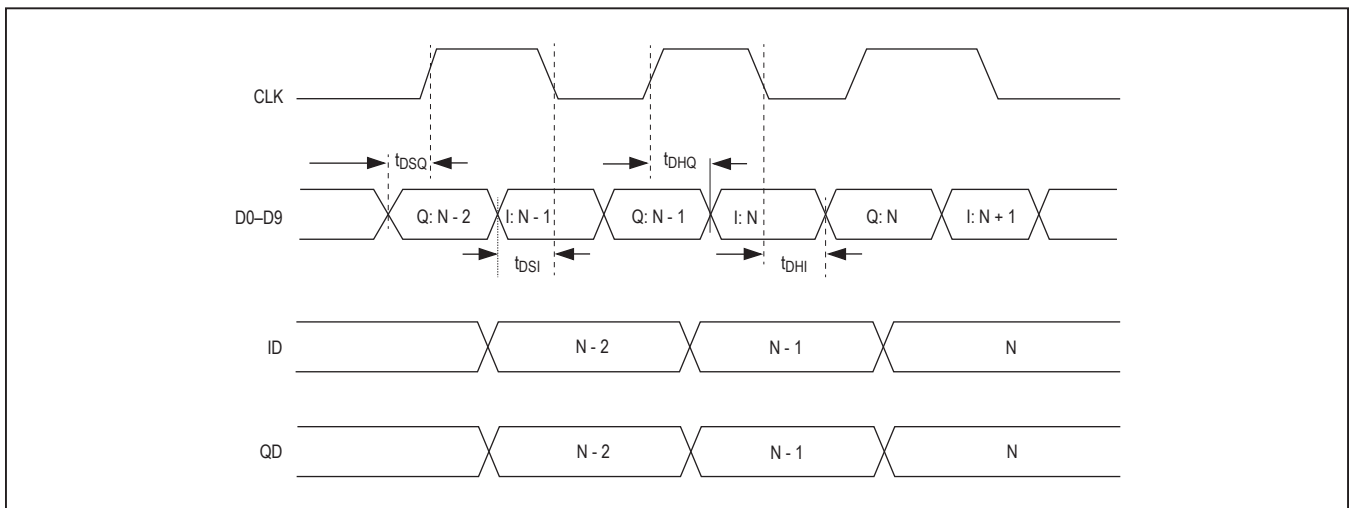 CLK
tDSQ tDHQ
D0–D9 Q: N - 2 I: N - 1 Q: N - 1 I: N Q: N I: N + 1
tDSI tDHI
ID N - 2 N - 1 N
QD N - 2 N - 1 N